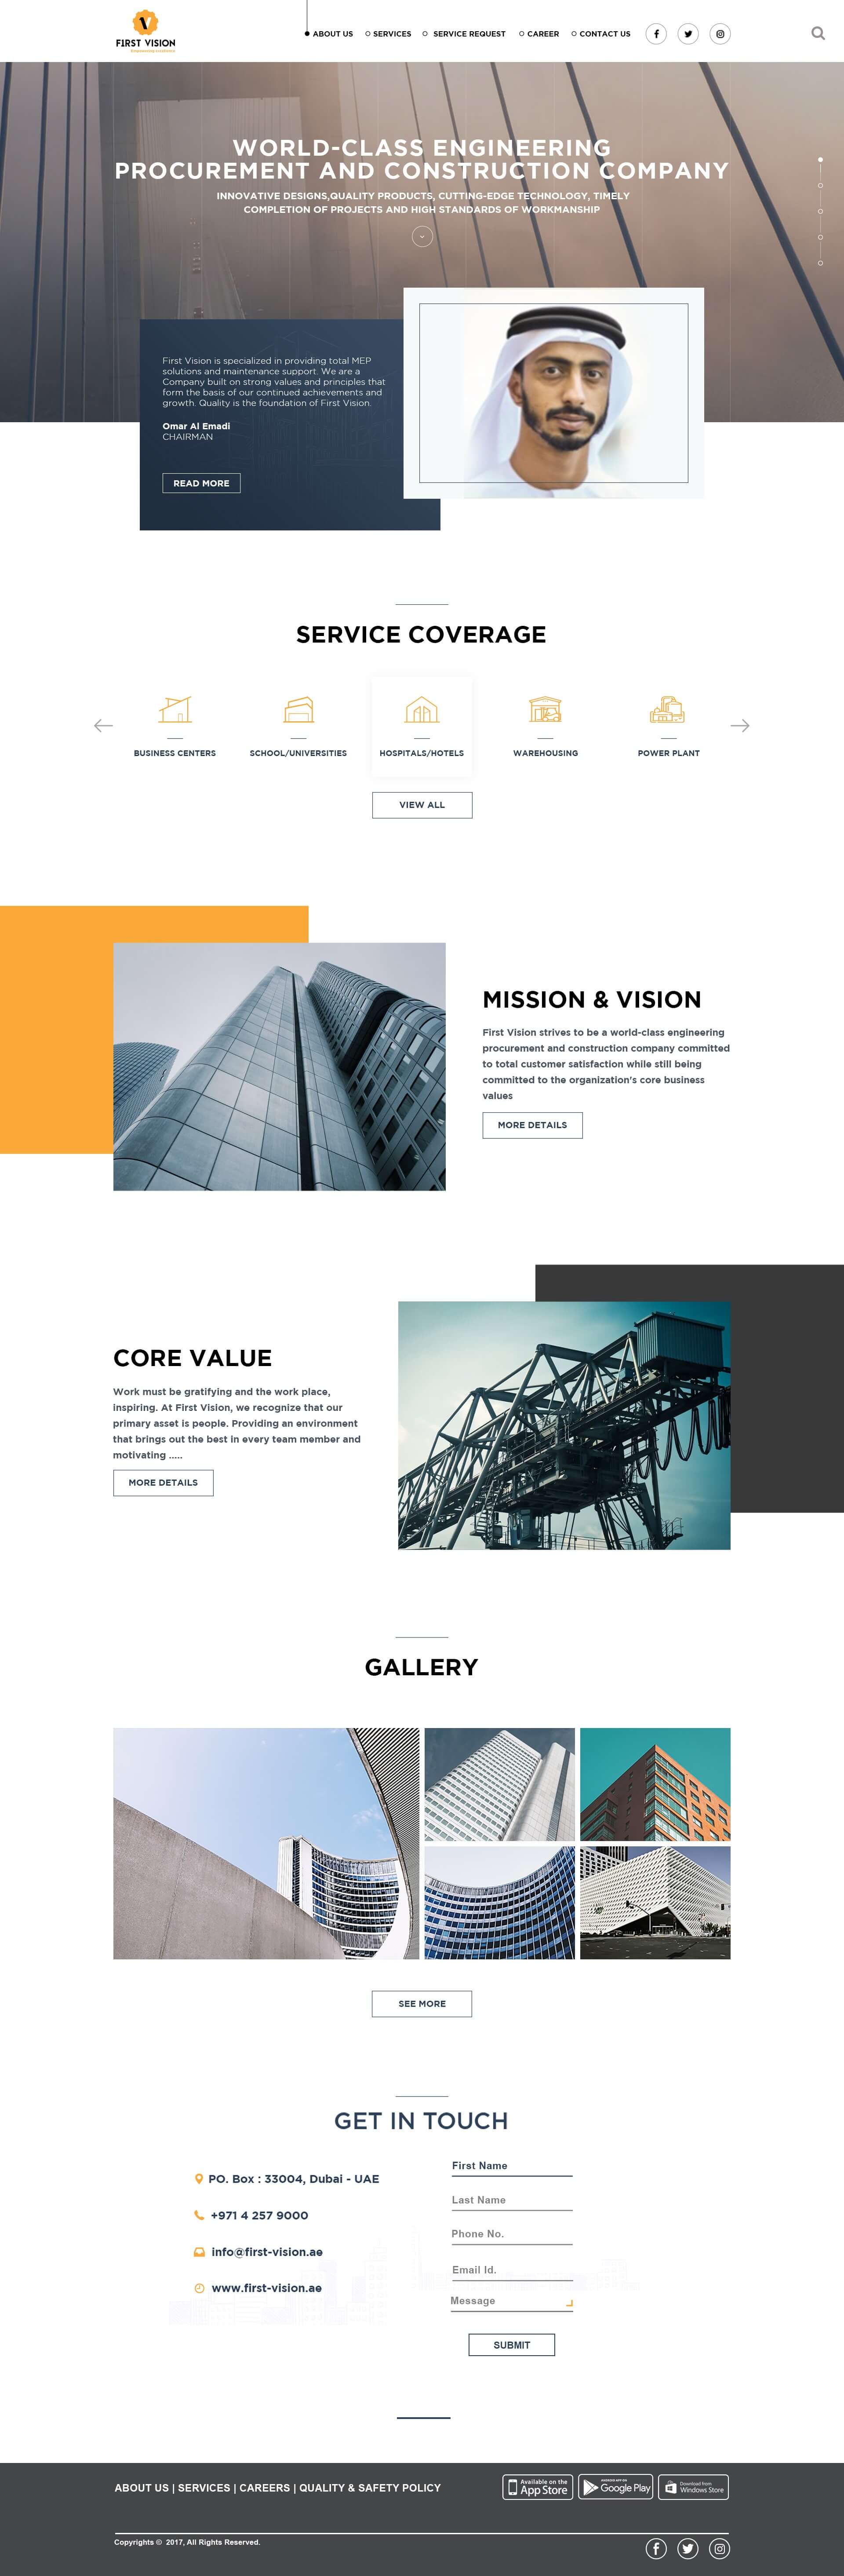 V
FIRST VISION
ABOUT US
SERVICES
SERVICE REQUEST
CAREER
CONTACT US
WORLD-CLASS ENGINEERING
PROCUREMENT AND CONSTRUCTION COMPANY
INNOVATIVE DESIGNS,QUALITY PRODUCTS, CUTTING-EDGE TECHNOLOGY, TIMELY
COMPLETION OF PROJECTS AND HIGH STANDARDS OF WORKMANSHIP
First Vision is specialized in providing total MEP
solutions and maintenance support. We are a
Company built on strong values and principles that
form the basis of our continued achievements and
growth. Quality is the foundation of First Vision.
Omar Al Emadi
CHAIRMAN
READ MORE
SERVICE COVERAGE
BUSINESS CENTERS
SCHOOL/UNIVERSITIES
HOSPITALS/HOTELS
WAREHOUSING
POWER PLANT
VIEW ALL
MISSION & VISION
First Vision strives to be a world-class engineering
procurement and construction company committed
to total customer satisfaction while still being
committed to the organization's core business
values
MORE DETAILS
CORE VALUE
Work must be gratifying and the work place,
inspiring. At First Vision, we recognize that our
primary asset is people. Providing an environment
that brings out the best in every team member and
motivating .....
MORE DETAILS
GALLERY
SEE MORE
GET IN TOUCH
PO. Box : 33004, Dubai - UAE
+971 4 257 9000
info@first-vision.ae
www.first-vision.ae
First Name
Last Name
Phone No.
Email Id.
Message
SUBMIT
ABOUT US | SERVICES | CAREERS | QUALITY & SAFETY POLICY
Available on the
App Store
ANDROID APP ON
Google Play
Download from
Windows Store
Copyrights © 2017, All Rights Reserved.